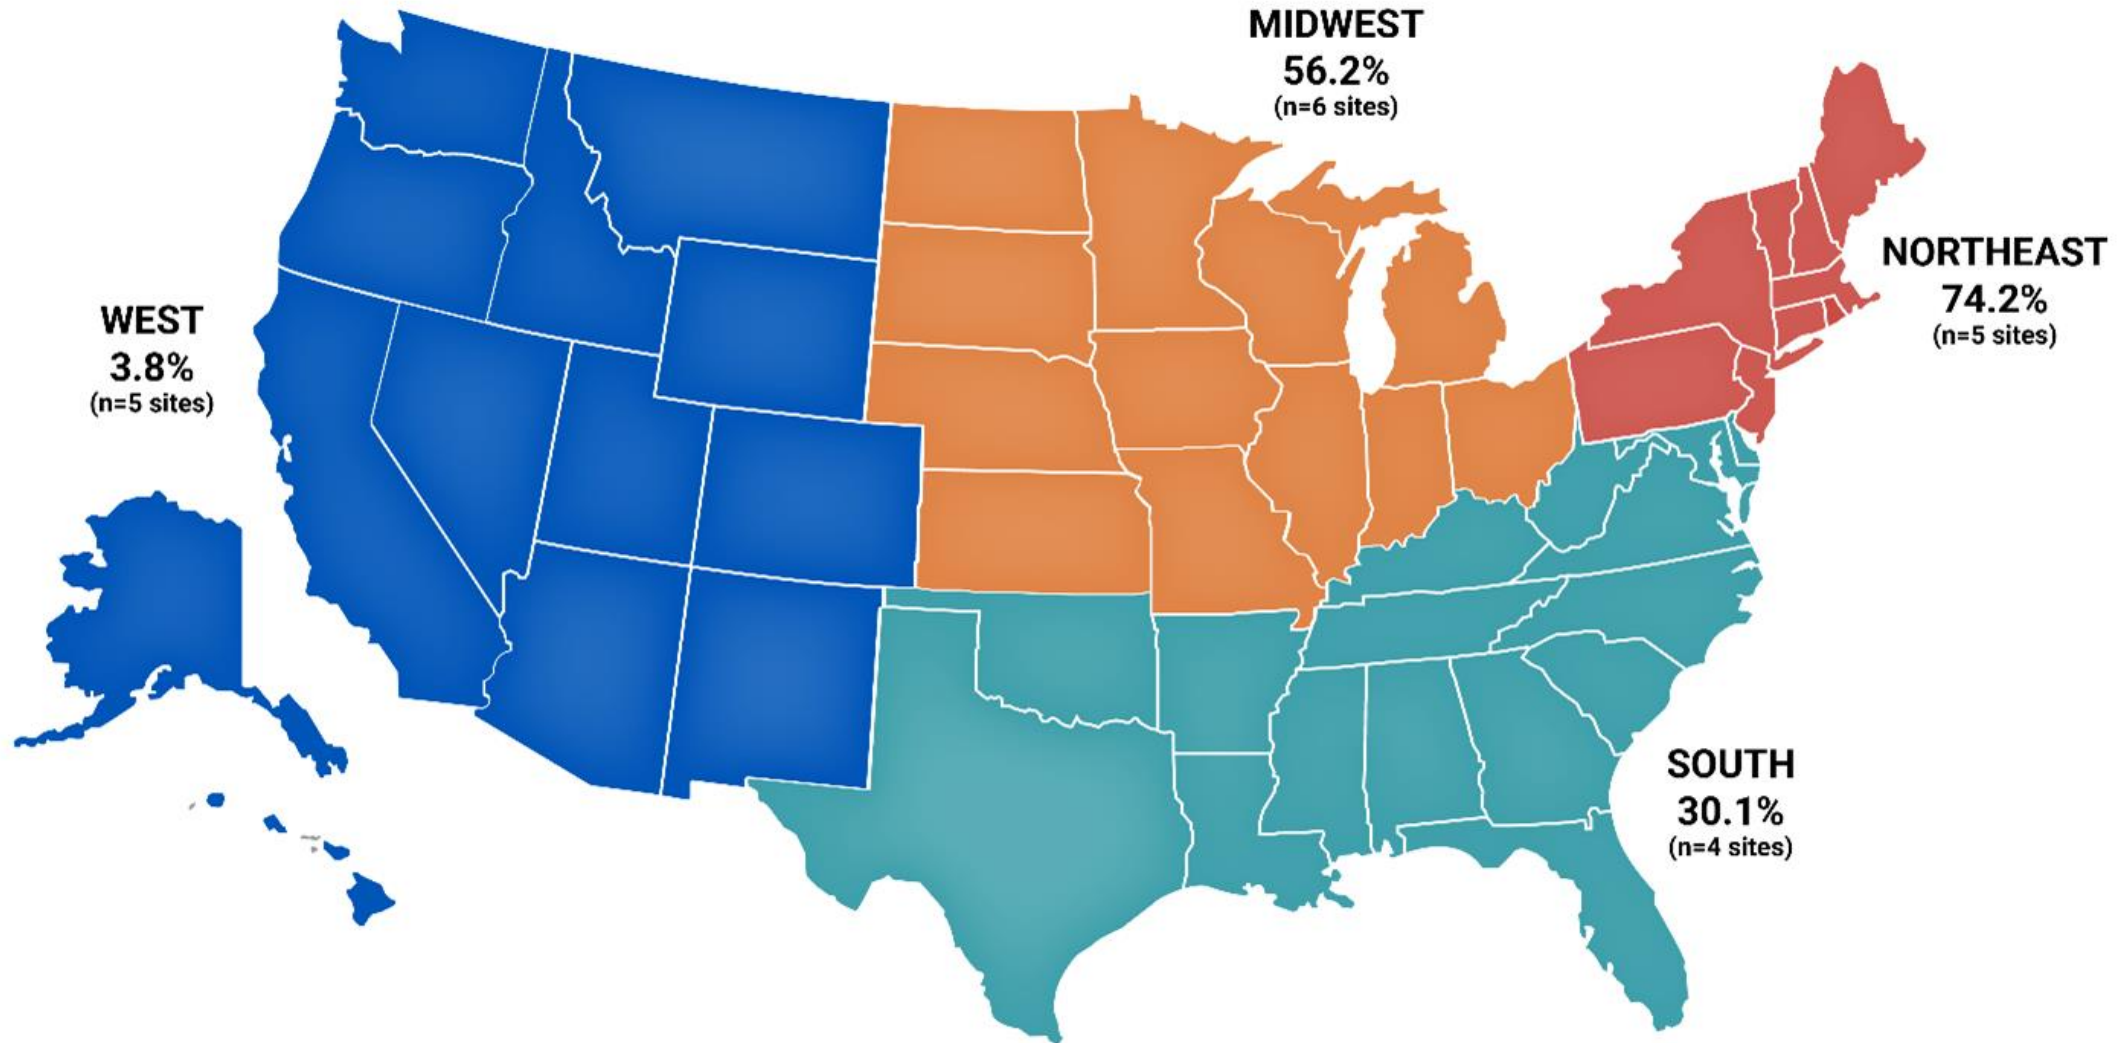 MIDWEST
56.2%
(n=6 sites)
NORTHEAST
74.2%
(n=5 sites)
WEST
3.8%
(n=5 sites)
SOUTH
30.1%
(n=4 sites)